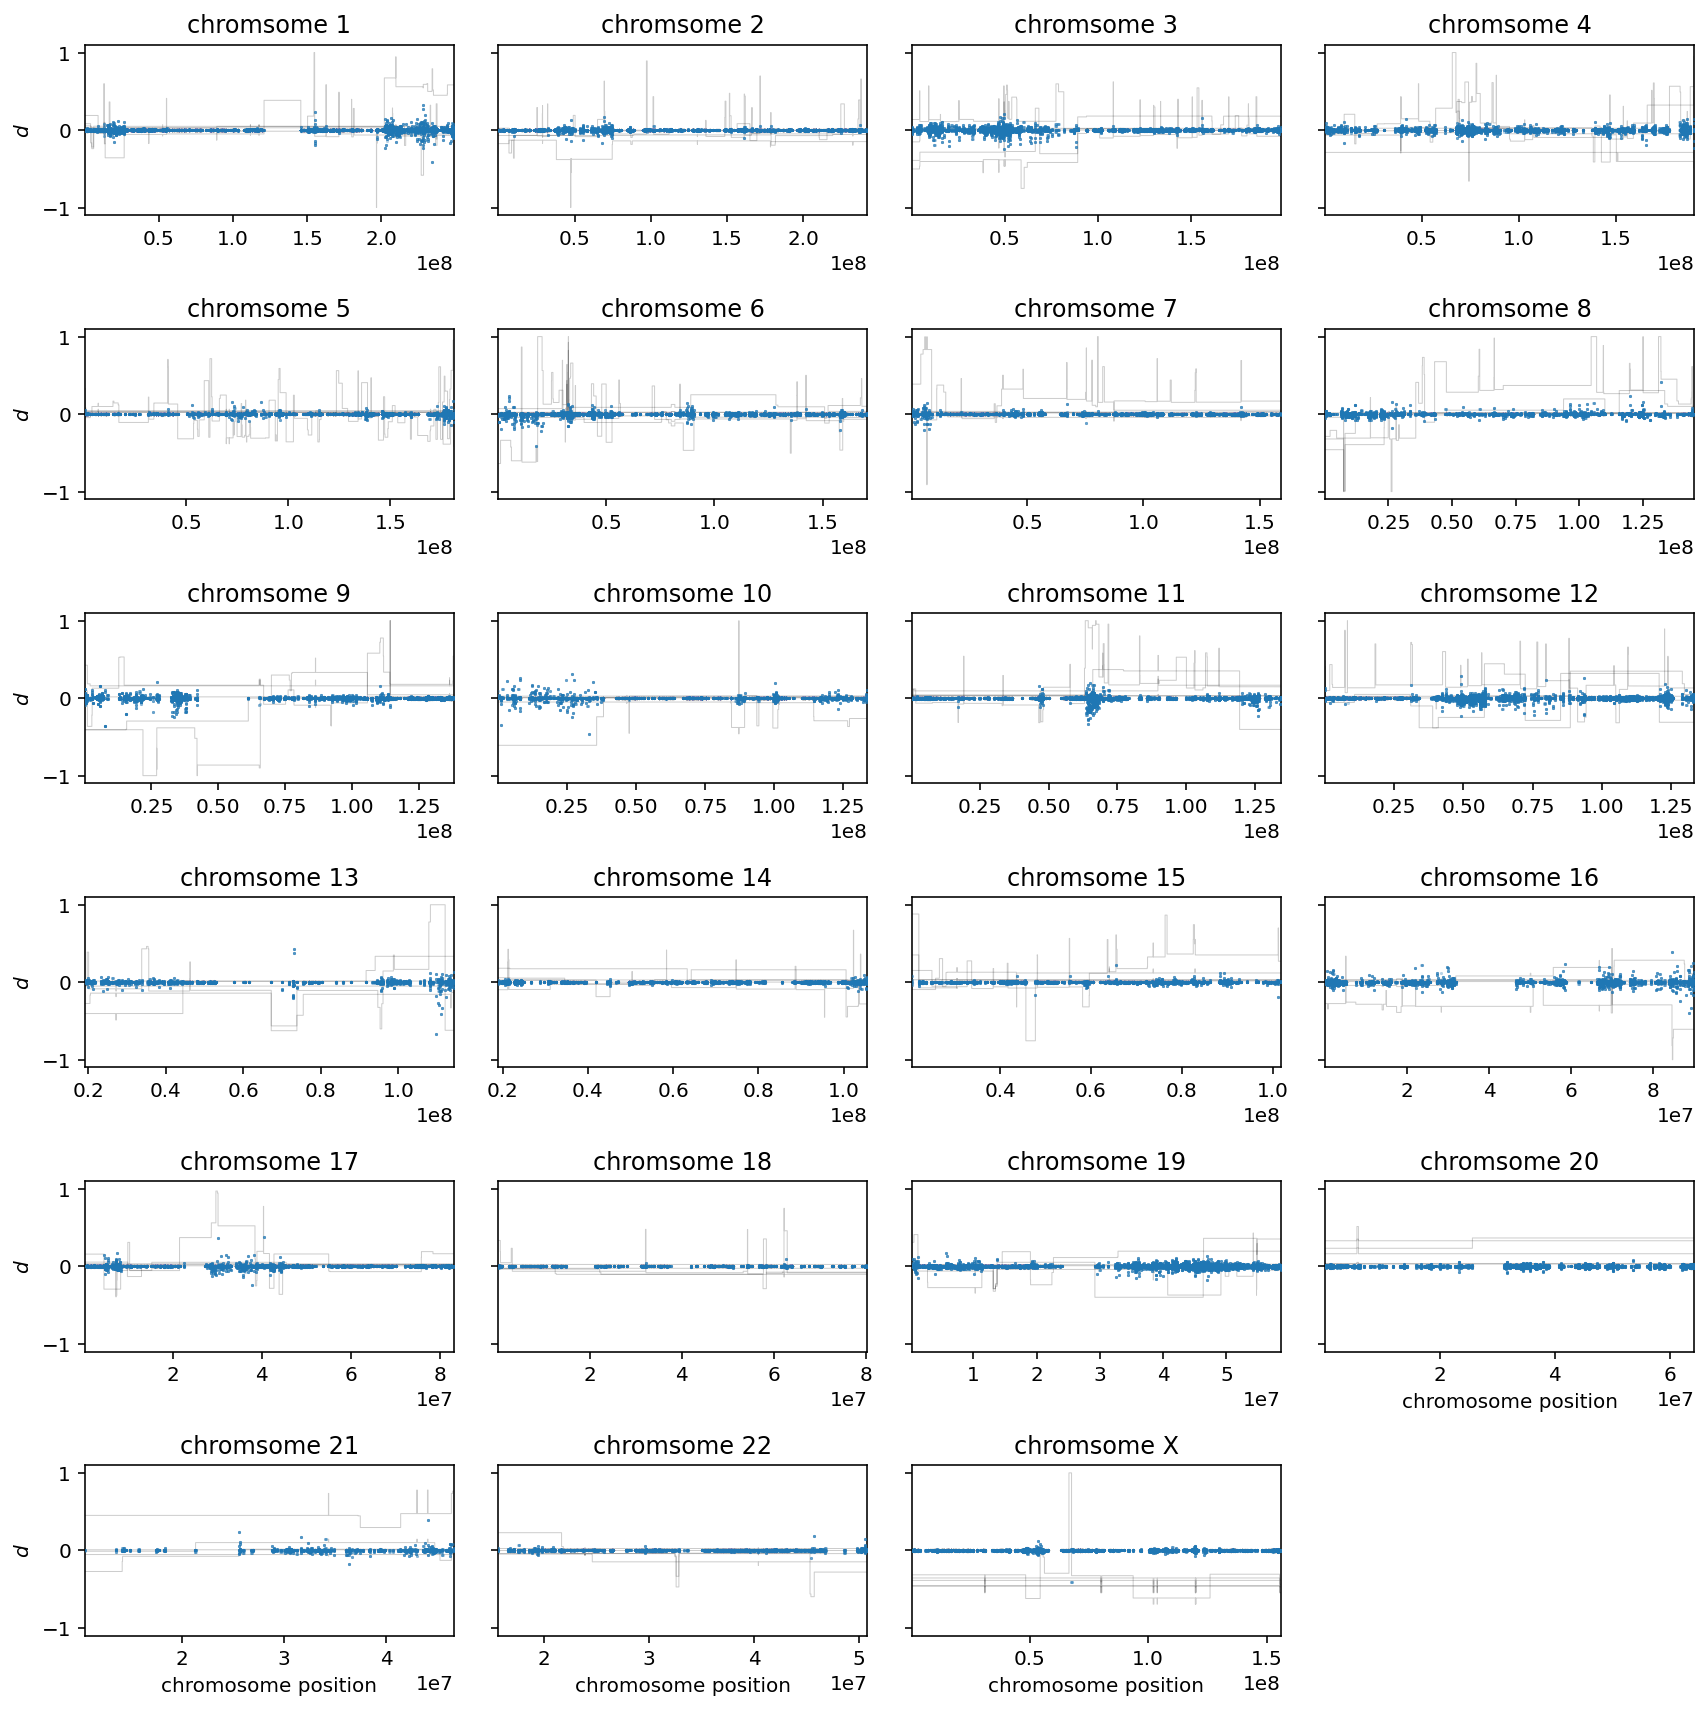 chromsome 1
chromsome 2
chromsome 3
chromsome 4
1
0
−1
d
0.5 1.0 1.5 2.0
1e8
0.5 1.0 1.5 2.0
1e8
0.5 1.0 1.5
1e8
0.5 1.0 1.5
1e8
chromsome 5
chromsome 6
chromsome 7
chromsome 8
1
0
−1
d
0.5 1.0 1.5
1e8
0.5 1.0 1.5
1e8
0.5 1.0 1.5
1e8
0.25 0.50 0.75 1.00 1.25
1e8
chromsome 9
chromsome 10
chromsome 11
chromsome 12
1
0
−1
d
0.25 0.50 0.75 1.00 1.25
1e8
0.25 0.50 0.75 1.00 1.25
1e8
0.25 0.50 0.75 1.00 1.25
1e8
0.25 0.50 0.75 1.00 1.25
1e8
chromsome 13
chromsome 14
chromsome 15
chromsome 16
1
0
−1
d
0.2 0.4 0.6 0.8 1.0
1e8
0.2 0.4 0.6 0.8 1.0
1e8
0.4 0.6 0.8 1.0
1e8
2 4 6 8
1e7
chromsome 17
chromsome 18
chromsome 19
chromsome 20
1
0
−1
d
2 4 6 8
1e7
2 4 6 8
1e7
1 2 3 4 5
1e7
2 4 6
chromosome position
1e7
chromsome 21
chromsome 22
chromsome X
1
0
−1
d
2 3 4
chromosome position
1e7
2 3 4 5
chromosome position
1e7
0.5 1.0 1.5
chromosome position
1e8